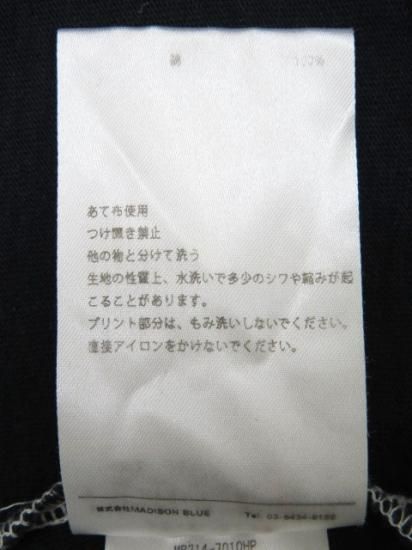 綿 100%
あて布使用
つけ置き禁止
他の物と分けて洗う
生地の性質上、水洗いで多少のシワや縮みが起
こることがあります。
プリント部分は、もみ洗いしないでください。
直接アイロンをかけないでください。
株式会社MADISON BLUE Tel.